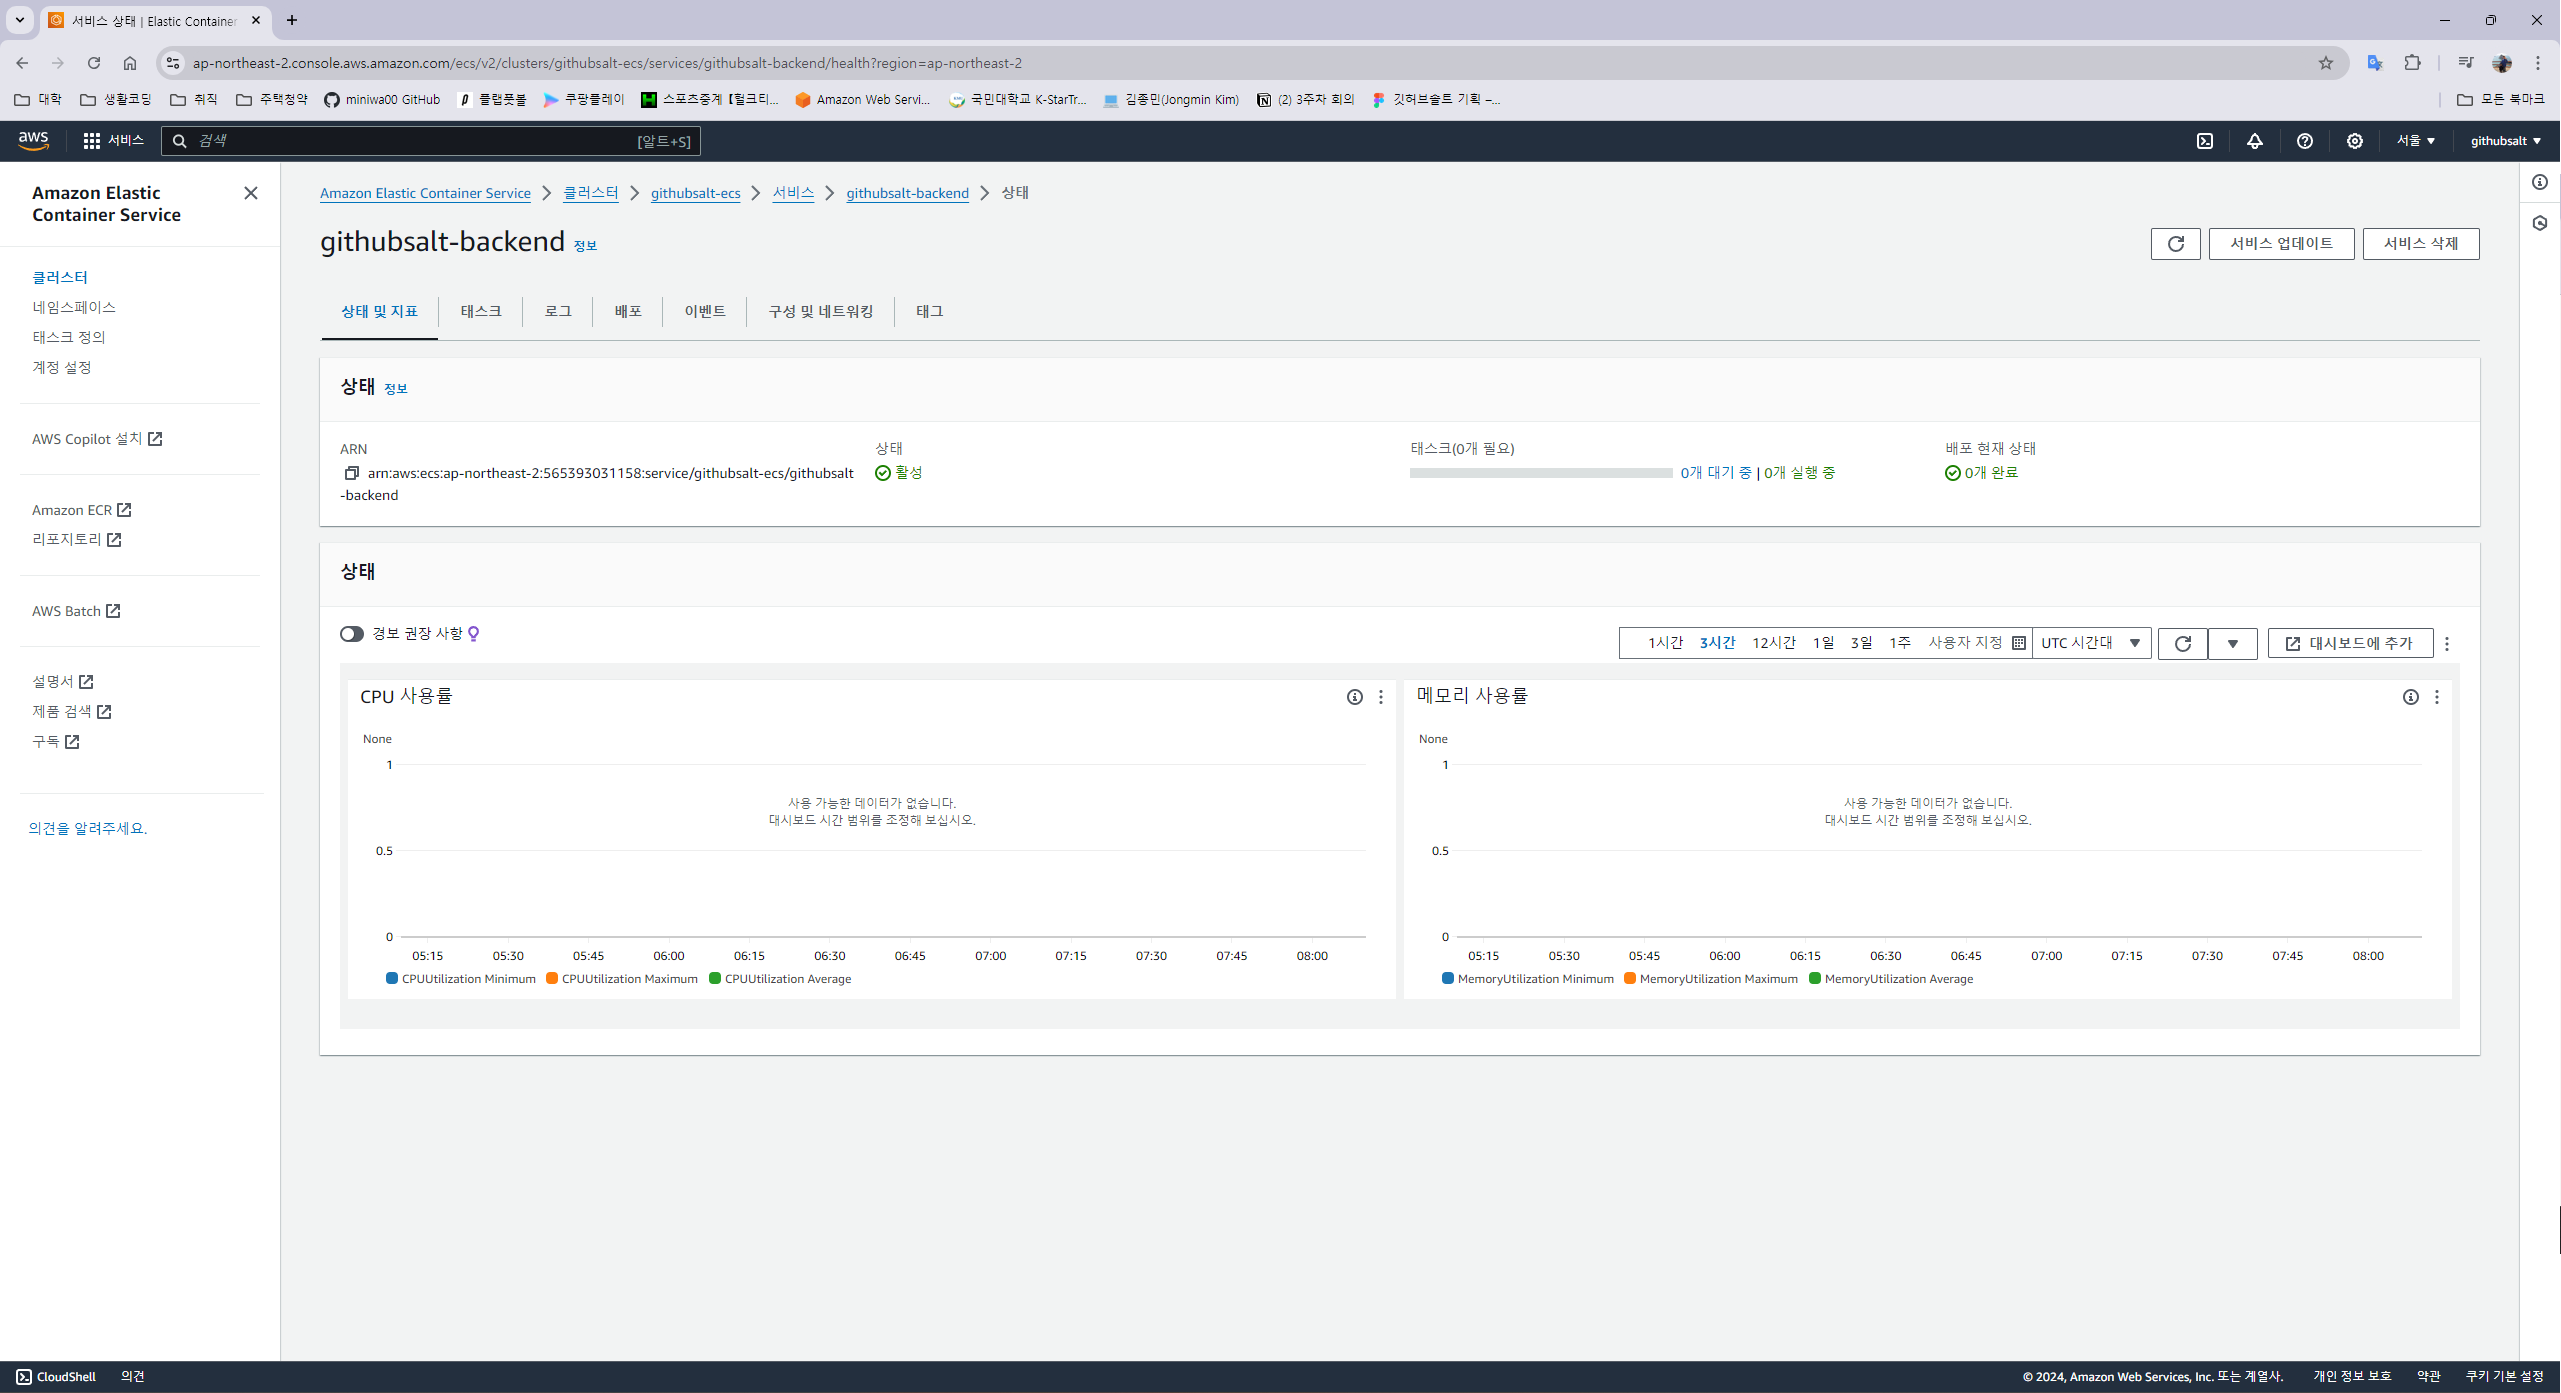 서비스 상태 | Elastic Container
ap-northeast-2.console.aws.amazon.com/ecs/v2/clusters/githubsalt-ecs/services/githubsalt-backend/health?region=ap-northeast-2
대학 생활코딩 취직 주택청약 miniwa00 GitHub 플랩풋볼 쿠팡플레이 스포츠중계【헐크티... Amazon Web Servi... 국민대학교 K-StarTr... 김종민(Jongmin Kim) (2) 3주차 회의 깃허브솔트 기획 –... 모든 북마크
aws 서비스 검색 [알트+S] 서울 githubsalt
Amazon Elastic
Container Service
클러스터
네임스페이스
태스크 정의
계정 설정
AWS Copilot 설치
Amazon ECR
리포지토리
AWS Batch
설명서
제품 검색
구독
의견을 알려주세요.
Amazon Elastic Container Service 클러스터 githubsalt-ecs 서비스 githubsalt-backend 상태
githubsalt-backend 정보
서비스 업데이트 서비스 삭제
상태 및 지표 태스크 로그 배포 이벤트 구성 및 네트워킹 태그
상태 정보
ARN
arn:aws:ecs:ap-northeast-2:565393031158:service/githubsalt-ecs/githubsalt
-backend
상태
활성
태스크(0개 필요)
0개 대기 중 | 0개 실행 중
배포 현재 상태
0개 완료
상태
경보 권장 사항
1시간 3시간 12시간 1일 3일 1주 사용자 지정 UTC 시간대 대시보드에 추가
CPU 사용률
None
1
사용 가능한 데이터가 없습니다.
대시보드 시간 범위를 조정해 보십시오.
0.5
0
05:15 05:30 05:45 06:00 06:15 06:30 06:45 07:00 07:15 07:30 07:45 08:00
CPUUtilization Minimum CPUUtilization Maximum CPUUtilization Average
메모리 사용률
None
1
사용 가능한 데이터가 없습니다.
대시보드 시간 범위를 조정해 보십시오.
0.5
0
05:15 05:30 05:45 06:00 06:15 06:30 06:45 07:00 07:15 07:30 07:45 08:00
MemoryUtilization Minimum MemoryUtilization Maximum MemoryUtilization Average
CloudShell 의견 © 2024, Amazon Web Services, Inc. 또는 계열사. 개인 정보 보호 약관 쿠키 기본 설정